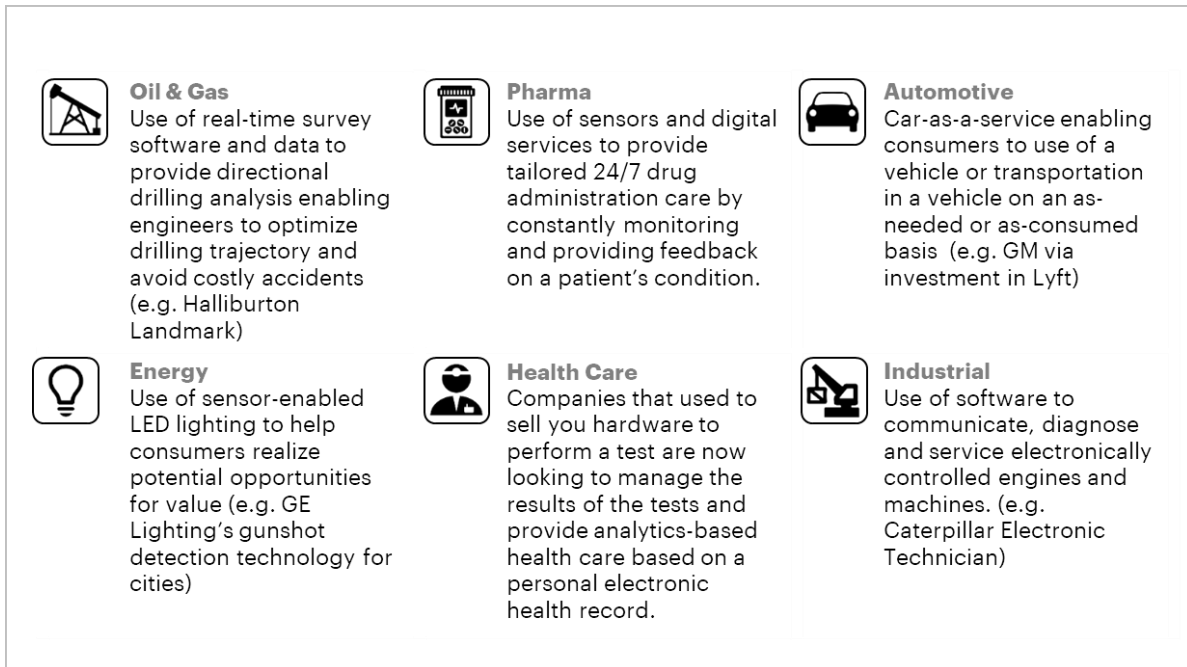 Oil & Gas
Use of real-time survey
software and data to
provide directional
drilling analysis enabling
engineers to optimize
drilling trajectory and
avoid costly accidents
(e.g. Halliburton
Landmark)
Pharma
Use of sensors and digital
services to provide
tailored 24/7 drug
administration care by
constantly monitoring
and providing feedback
on a patient’s condition.
Automotive
Car-as-a-service enabling
consumers to use of a
vehicle or transportation
in a vehicle on an as-
needed or as-consumed
basis  (e.g. GM via
investment in Lyft)
Energy
Use of sensor-enabled
LED lighting to help
consumers realize
potential opportunities
for value (e.g. GE
Lighting’s gunshot
detection technology for
cities)
Health Care
Companies that used to
sell you hardware to
perform a test are now
looking to manage the
results of the tests and
provide analytics-based
health care based on a
personal electronic
health record.
Industrial
Use of software to
communicate, diagnose
and service electronically
controlled engines and
machines. (e.g.
Caterpillar Electronic
Technician)